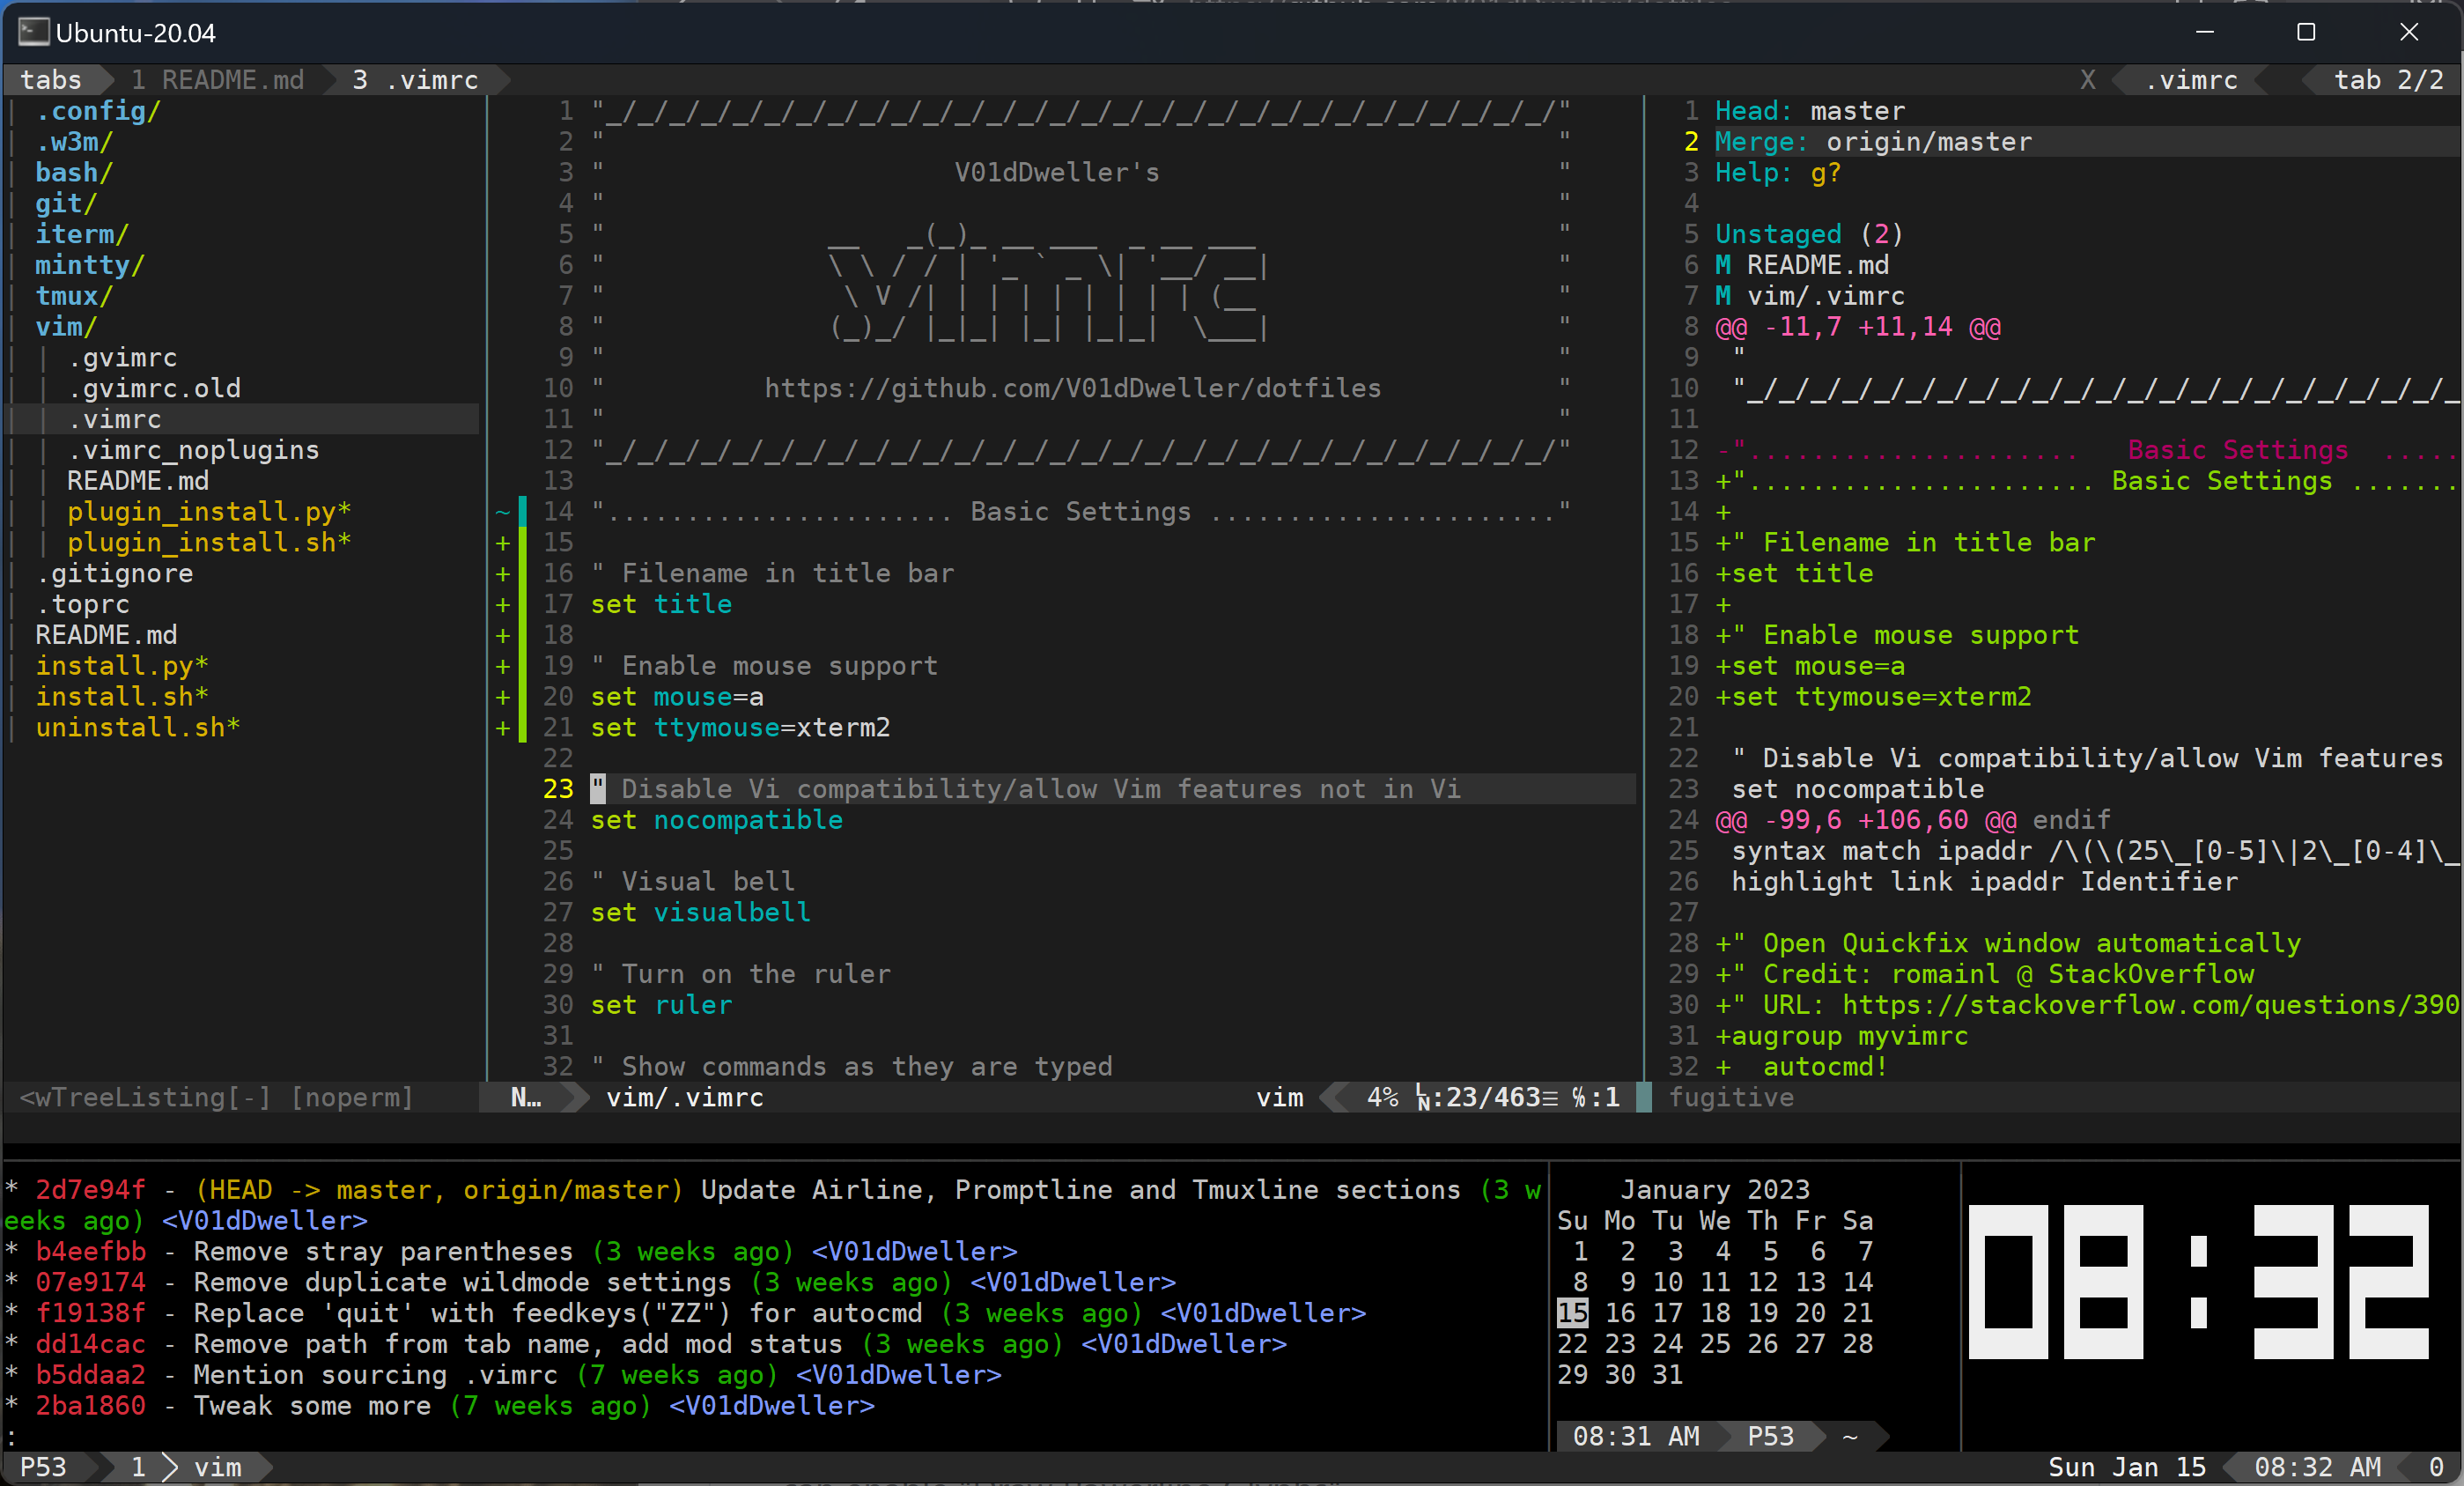 Ubuntu-20.04
tabs 1 README.md 3 .vimrc X .vimrc tab 2/2
.config/
.w3m/
bash/
git/
iterm/
mintty/
tmux/
vim/
| .gvimrc
| .gvimrc.old
| .vimrc
| .vimrc_noplugins
| README.md
| plugin_install.py*
| plugin_install.sh*
.gitignore
.toprc
README.md
install.py*
install.sh*
uninstall.sh*
<wTreeListing[-] [noperm]
1 "_/_/_/_/_/_/_/_/_/_/_/_/_/_/_/_/_/_/_/_/_/_/_/_/_/_/_/_/_/_/"
2 " "
3 " V01dDweller's "
4 " "
5 " __   _(_)_ __ ___  _ __ ___ "
6 " \ \ / / | '_ ` _ \| '__/ __| "
7 " \ V /| | | | | | | | | (__ "
8 " (_)_/ |_|_| |_| |_|_|  \___| "
9 " "
10 " https://github.com/V01dDweller/dotfiles "
11 " "
12 "_/_/_/_/_/_/_/_/_/_/_/_/_/_/_/_/_/_/_/_/_/_/_/_/_/_/_/_/_/_/"
13
~ 14 "...................... Basic Settings ......................"
+ 15
+ 16 " Filename in title bar
+ 17 set title
+ 18
+ 19 " Enable mouse support
+ 20 set mouse=a
+ 21 set ttymouse=xterm2
22
23 " Disable Vi compatibility/allow Vim features not in Vi
24 set nocompatible
25
26 " Visual bell
27 set visualbell
28
29 " Turn on the ruler
30 set ruler
31
32 " Show commands as they are typed
N… vim/.vimrc vim 4% ␤:23/463≡ ℅:1
1 Head: master
2 Merge: origin/master
3 Help: g?
4
5 Unstaged (2)
6 M README.md
7 M vim/.vimrc
8 @@ -11,7 +11,14 @@
9 "
10 "_/_/_/_/_/_/_/_/_/_/_/_/_/_/_/_/_/_/_/_/_/_/_
11
12 -".....................   Basic Settings  .....
13 +"...................... Basic Settings .......
14 +
15 +" Filename in title bar
16 +set title
17 +
18 +" Enable mouse support
19 +set mouse=a
20 +set ttymouse=xterm2
21
22 " Disable Vi compatibility/allow Vim features
23 set nocompatible
24 @@ -99,6 +106,60 @@ endif
25 syntax match ipaddr /\(\(25\_[0-5]\|2\_[0-4]\_
26 highlight link ipaddr Identifier
27
28 +" Open Quickfix window automatically
29 +" Credit: romainl @ StackOverflow
30 +" URL: https://stackoverflow.com/questions/390
31 +augroup myvimrc
32 +  autocmd!
fugitive
* 2d7e94f - (HEAD -> master, origin/master) Update Airline, Promptline and Tmuxline sections (3 w
eeks ago) <V01dDweller>
* b4eefbb - Remove stray parentheses (3 weeks ago) <V01dDweller>
* 07e9174 - Remove duplicate wildmode settings (3 weeks ago) <V01dDweller>
* f19138f - Replace 'quit' with feedkeys("ZZ") for autocmd (3 weeks ago) <V01dDweller>
* dd14cac - Remove path from tab name, add mod status (3 weeks ago) <V01dDweller>
* b5ddaa2 - Mention sourcing .vimrc (7 weeks ago) <V01dDweller>
* 2ba1860 - Tweak some more (7 weeks ago) <V01dDweller>
:
January 2023
Su Mo Tu We Th Fr Sa
1 2 3 4 5 6 7
8 9 10 11 12 13 14
15 16 17 18 19 20 21
22 23 24 25 26 27 28
29 30 31
08:31 AM P53 ~
08:32
P53 1 vim Sun Jan 15 08:32 AM 0